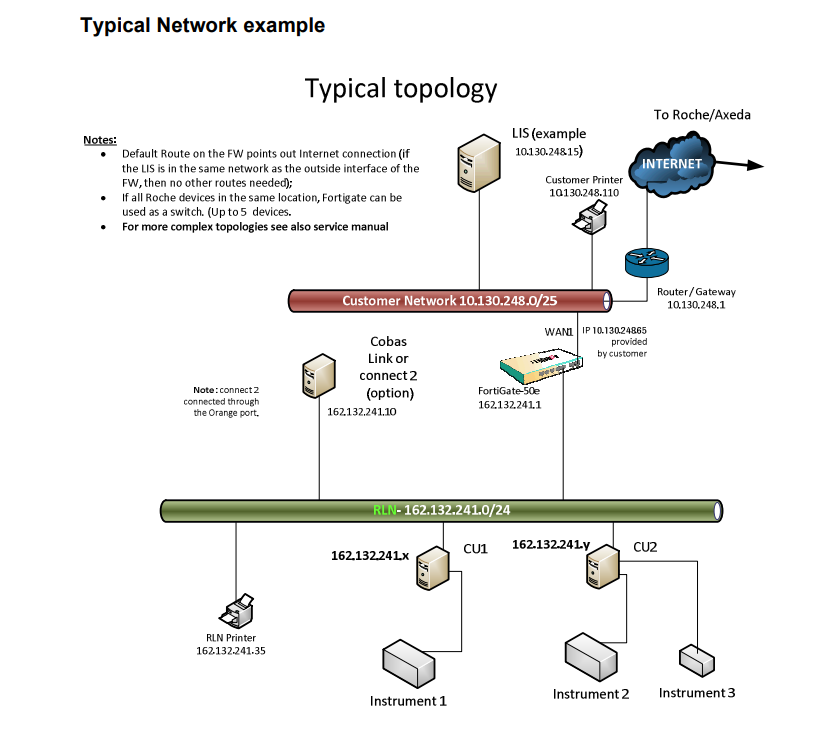 Typical Network example
Typical topology
To Roche/Axeda
Notes:
• Default Route on the FW points out Internet connection (if
the LIS is in the same network as the outside interface of the
FW, then no other routes needed);
• If all Roche devices in the same location, Fortigate can be
used as a switch. (Up to 5 devices.
• For more complex topologies see also service manual
LIS (example
10.130.248.15)
INTERNET
Customer Printer
10.130.248.110
Router/Gateway
10.130.248.1
Customer Network 10.130.248.0/25
WAN1
IP 10.130.248.65
provided
by customer
Cobas
Link or
connect 2
(option)
162.132.241.10
Note: connect 2
connected through
the Orange port.
FortiGate-50e
162.132.241.1
RLN- 162.132.241.0/24
162.132.241.x
CU1
162.132.241.y
CU2
RLN Printer
162.132.241.35
Instrument 1
Instrument 2
Instrument 3